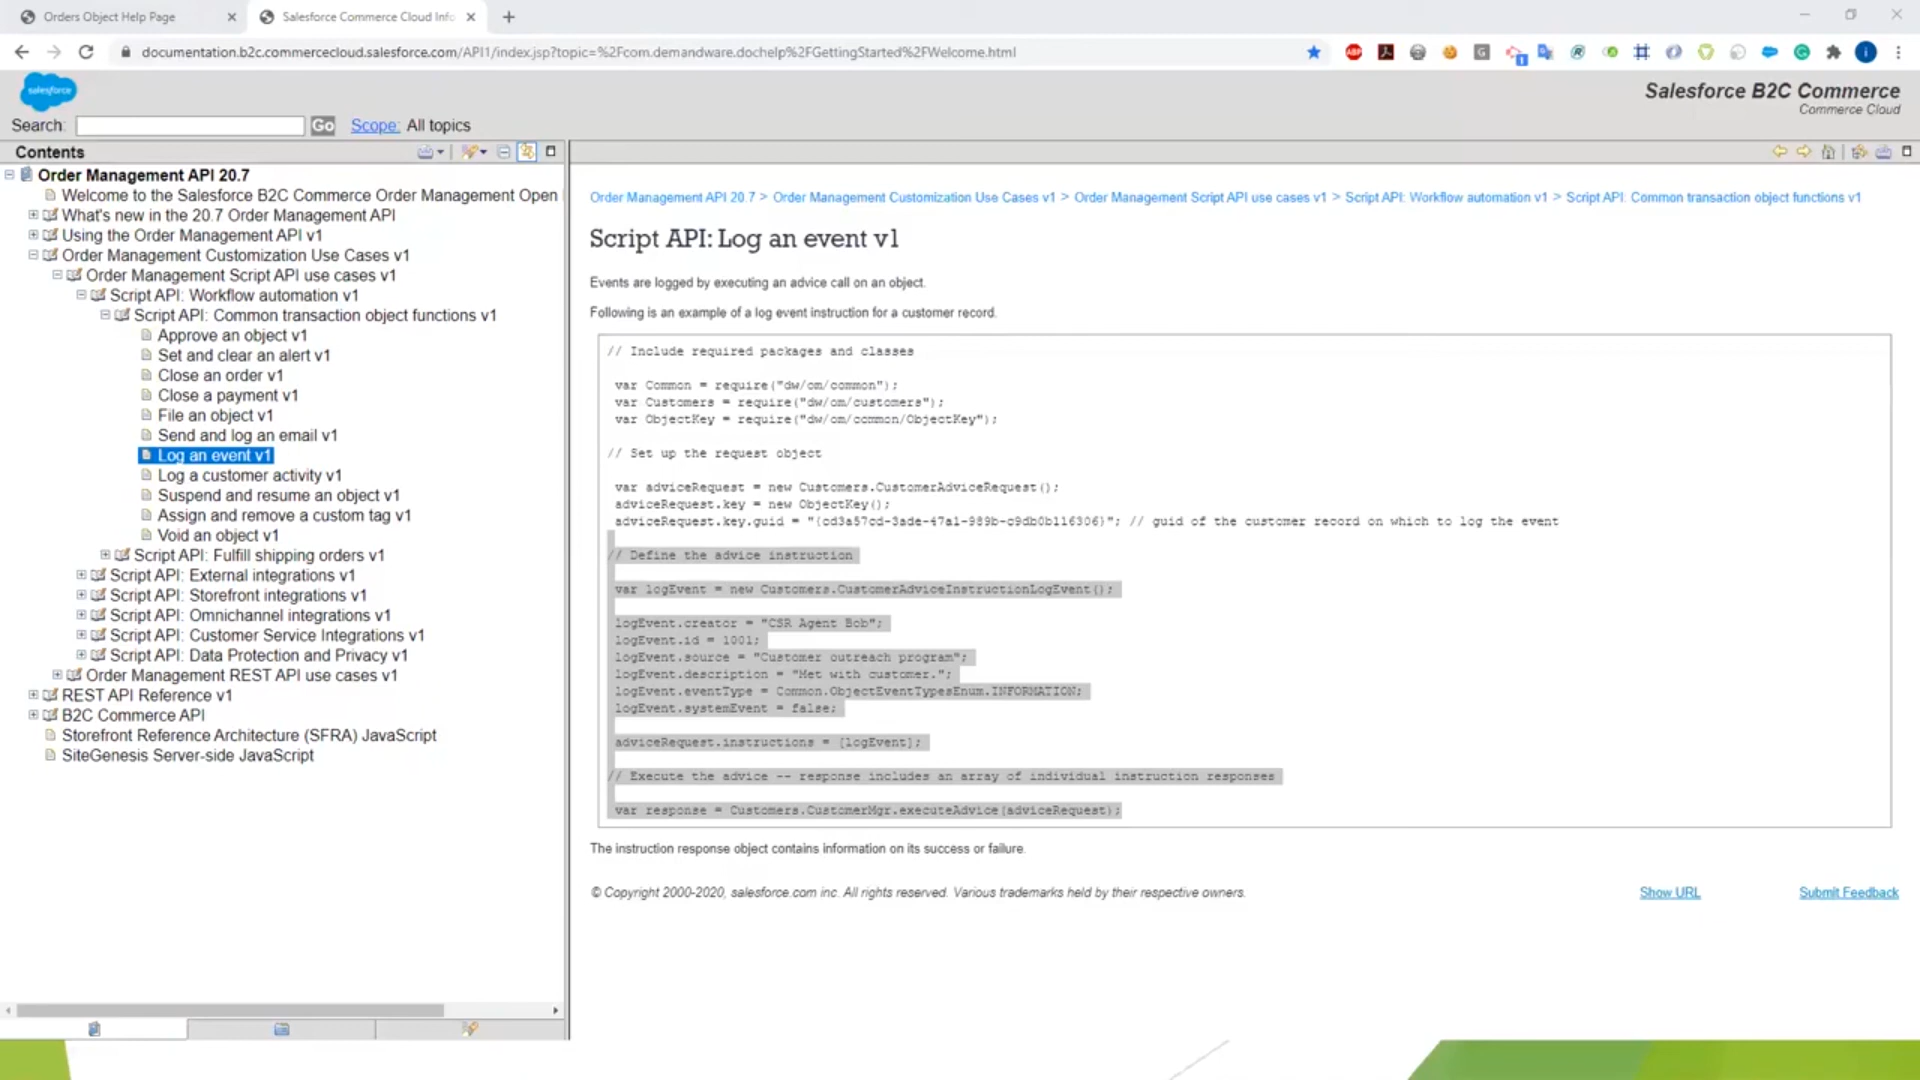 Orders Object Help Page
Salesforce Commerce Cloud Info
documentation.b2c.commercecloud.salesforce.com/API1/index.jsp?topic=%2Fcom.demandware.dochelp%2FGettingStarted%2FWelcome.html
salesforce
Salesforce B2C Commerce
Commerce Cloud
Search: Go Scope: All topics
Contents
Order Management API 20.7
Welcome to the Salesforce B2C Commerce Order Management Open
What's new in the 20.7 Order Management API
Using the Order Management API v1
Order Management Customization Use Cases v1
Order Management Script API use cases v1
Script API: Workflow automation v1
Script API: Common transaction object functions v1
Approve an object v1
Set and clear an alert v1
Close an order v1
Close a payment v1
File an object v1
Send and log an email v1
Log an event v1
Log a customer activity v1
Suspend and resume an object v1
Assign and remove a custom tag v1
Void an object v1
Script API: Fulfill shipping orders v1
Script API: External integrations v1
Script API: Storefront integrations v1
Script API: Omnichannel integrations v1
Script API: Customer Service Integrations v1
Script API: Data Protection and Privacy v1
Order Management REST API use cases v1
REST API Reference v1
B2C Commerce API
Storefront Reference Architecture (SFRA) JavaScript
SiteGenesis Server-side JavaScript
Order Management API 20.7 > Order Management Customization Use Cases v1 > Order Management Script API use cases v1 > Script API: Workflow automation v1 > Script API: Common transaction object functions v1
Script API: Log an event v1
Events are logged by executing an advice call on an object.
Following is an example of a log event instruction for a customer record.
// Include required packages and classes
var Common = require("dw/om/common");
var Customers = require("dw/om/customers");
var ObjectKey = require("dw/om/common/ObjectKey");
// Set up the request object
var adviceRequest = new Customers.CustomerAdviceRequest();
adviceRequest.key = new ObjectKey();
adviceRequest.key.guid = "{cd3a57cd-3ade-47a1-989b-c9db0b116306}"; // guid of the customer record on which to log the event
// Define the advice instruction
var logEvent = new Customers.CustomerAdviceInstructionLogEvent();
logEvent.creator = "CSR Agent Bob";
logEvent.id = 1001;
logEvent.source = "Customer outreach program";
logEvent.description = "Met with customer.";
logEvent.eventType = Common.ObjectEventTypesEnum.INFORMATION;
logEvent.systemEvent = false;
adviceRequest.instructions = [logEvent];
// Execute the advice -- response includes an array of individual instruction responses
var response = Customers.CustomerMgr.executeAdvice(adviceRequest);
The instruction response object contains information on its success or failure.
© Copyright 2000-2020, salesforce.com inc. All rights reserved. Various trademarks held by their respective owners.
Show URL
Submit Feedback